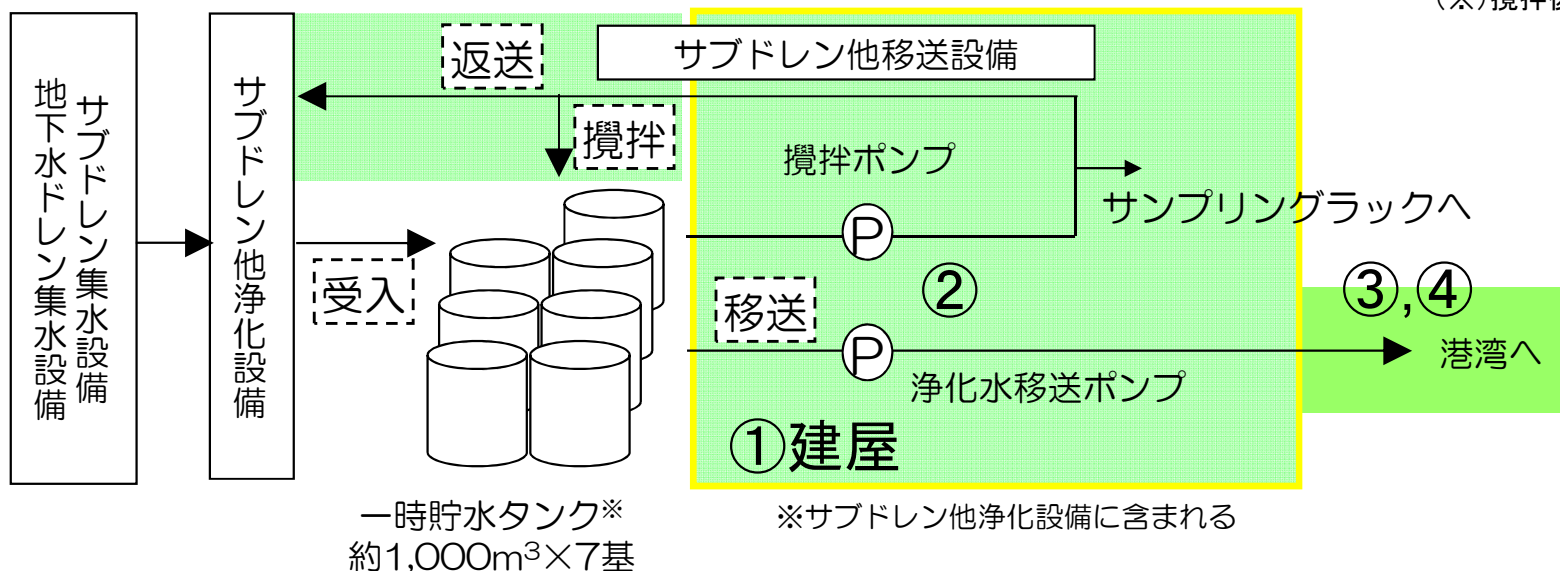 (※)攪拌
サブドレン集水設備
地下水ドレン集水設備
サブドレン他浄化設備
返送
サブドレン他移送設備
攪拌
攪拌ポンプ
サンプリングラックへ
受入
P
②
③,④
移送
P
港湾へ
浄化水移送ポンプ
①建屋
一時貯水タンク※
約1,000m³×7基
※サブドレン他浄化設備に含まれる